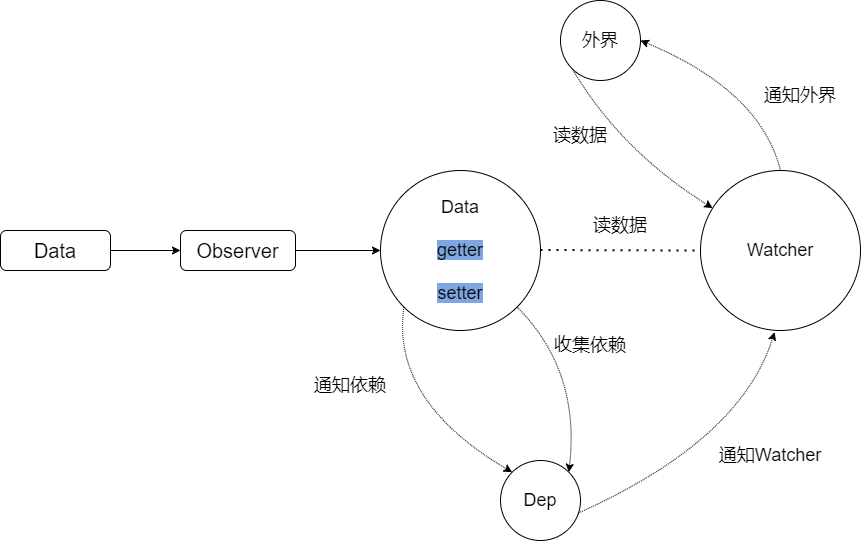 外界
通知外界
读数据
Data
Observer
Data
getter
setter
读数据
Watcher
通知依赖
收集依赖
通知Watcher
Dep